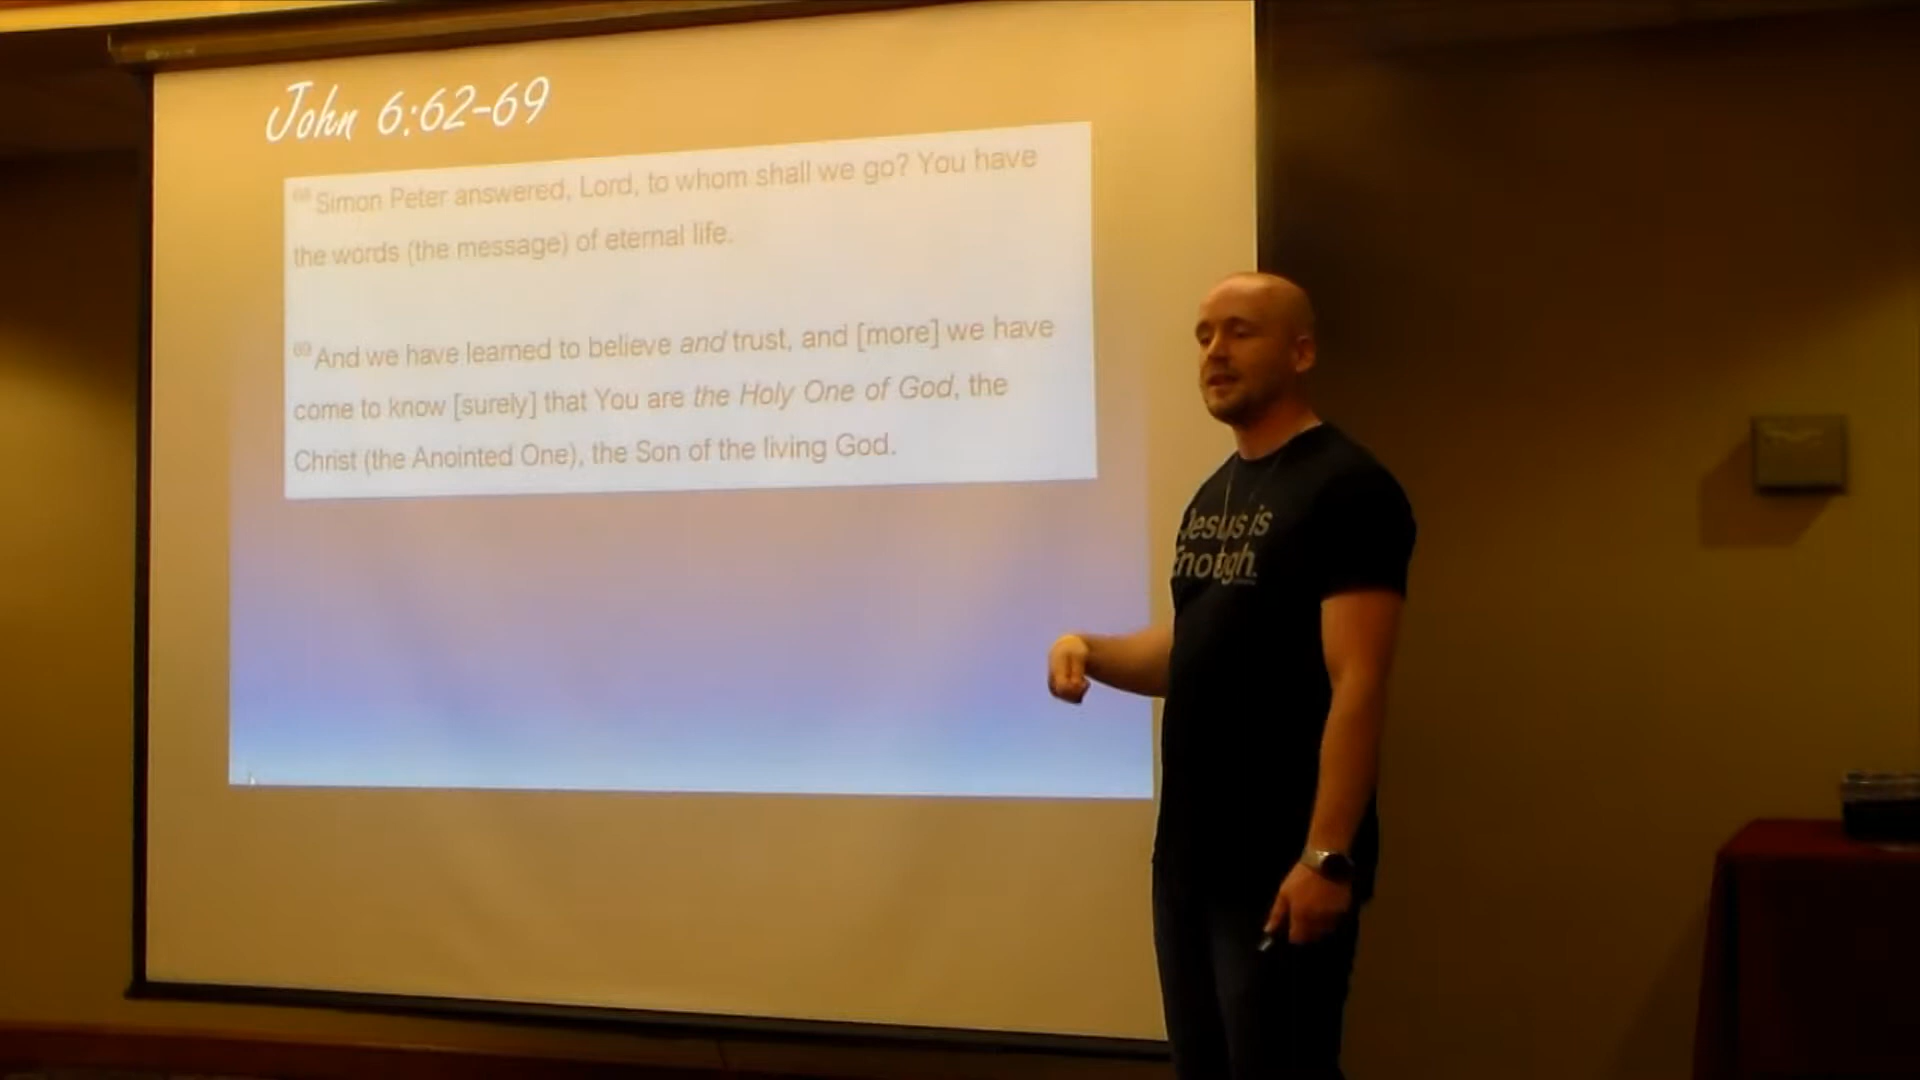 John 6:62-69
68 Simon Peter answered, Lord, to whom shall we go? You have
the words (the message) of eternal life.
69 And we have learned to believe and trust, and [more] we have
come to know [surely] that You are the Holy One of God, the
Christ (the Anointed One), the Son of the living God.
Jesus is
Enough.